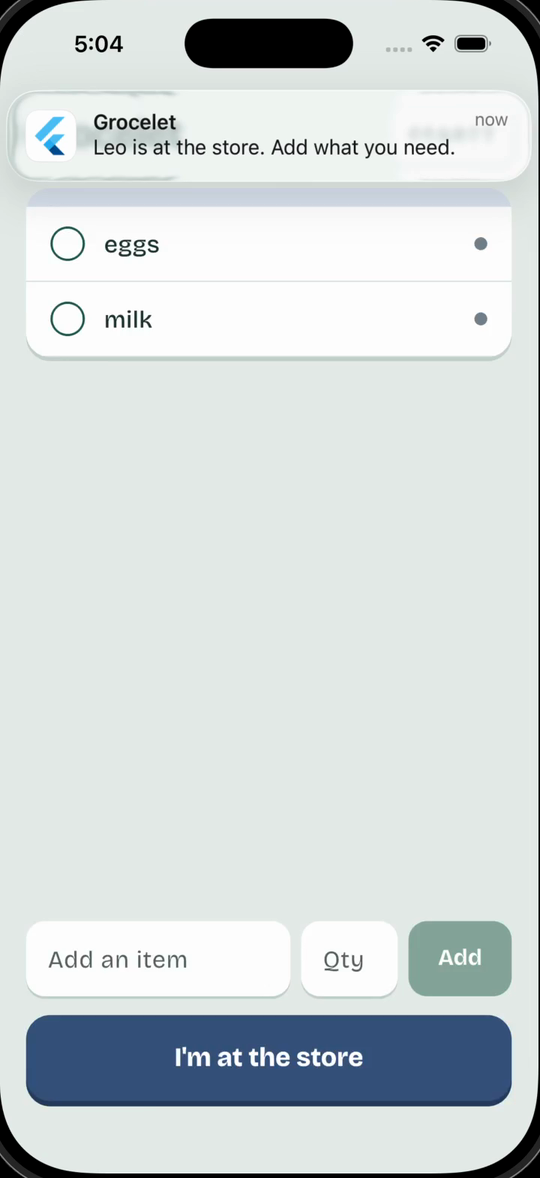 5:04
Grocelet
now
Leo is at the store. Add what you need.
eggs
milk
Add an item
Qty
Add
I'm at the store